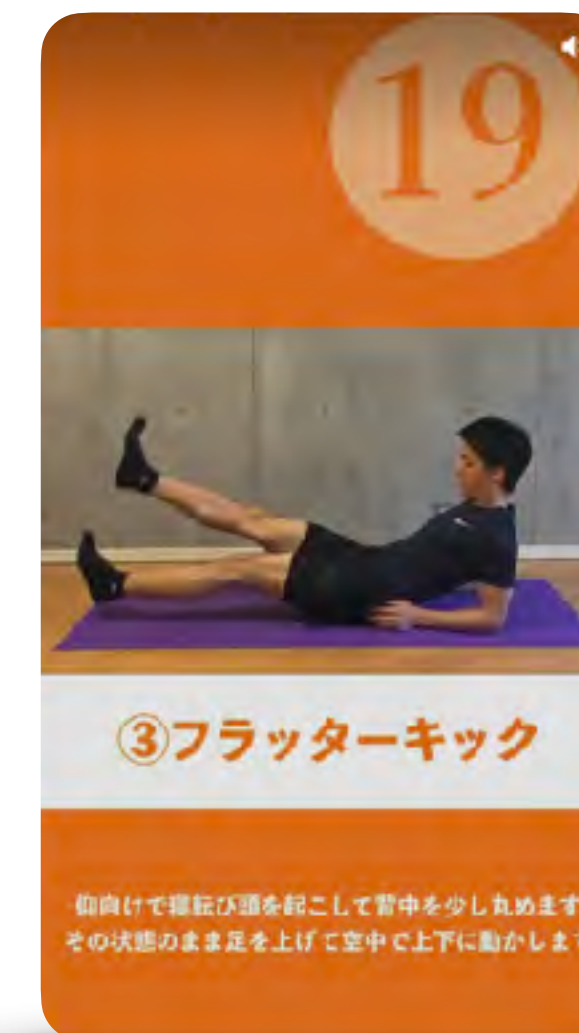 19
③フラッターキック
仰向けで寝転び頭を起こして背中を少し丸めます
その状態のまま足を上げて空中で上下に動かしま